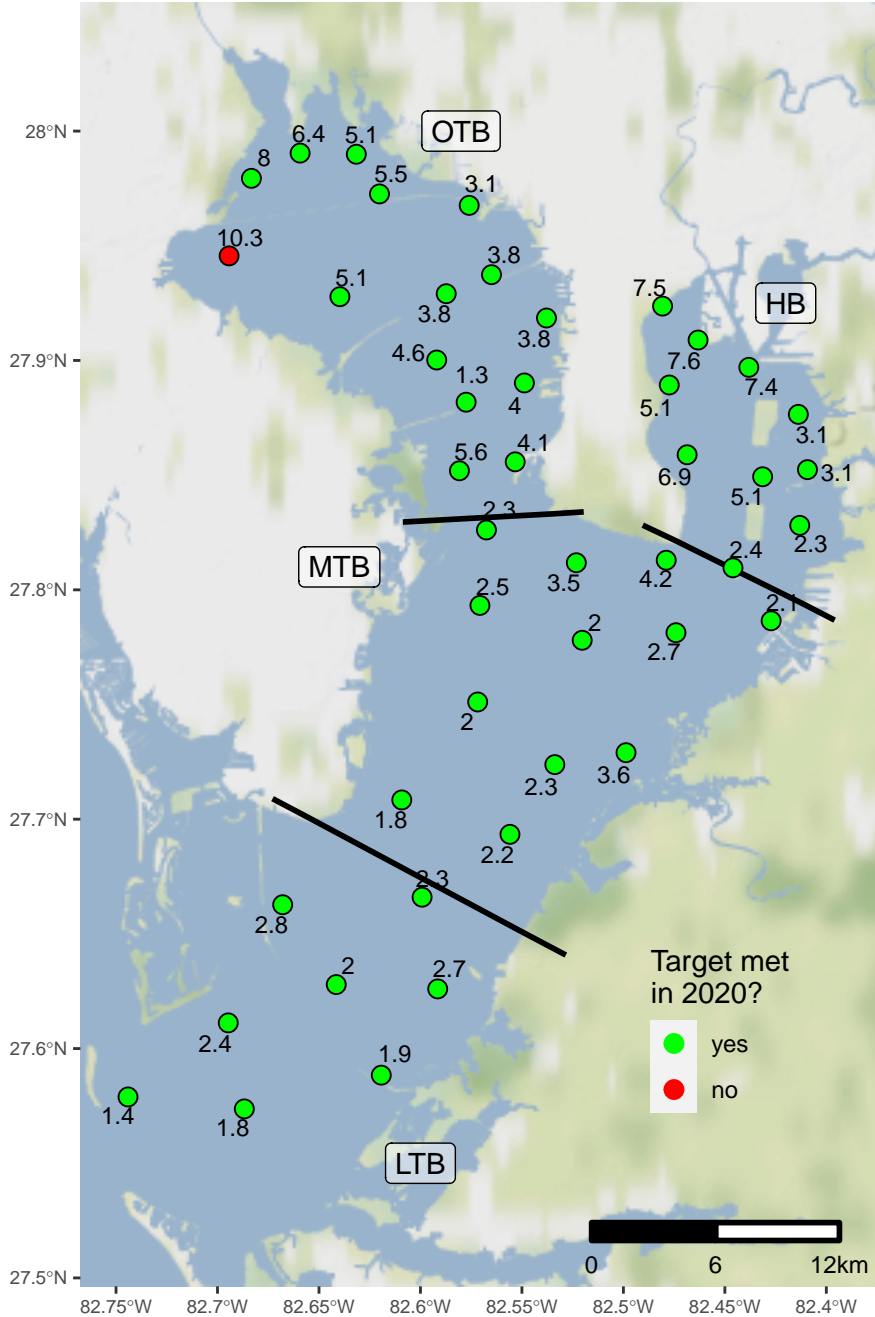 OTB
6.4
5.1
8
5.5
3.1
28°N
10.3
3.8
5.1
3.8
3.8
7.5
HB
27.9°N
4.6
7.6
7.4
1.3
4
5.1
3.1
5.6
4.1
6.9
5.1
3.1
2.3
2.4
2.3
MTB
3.5
4.2
27.8°N
2.5
2.1
2
2.7
2
2.3
3.6
1.8
27.7°N
2.2
2.3
2.8
2
2.7
Target met
in 2020?
yes
no
2.4
27.6°N
1.9
1.4
1.8
LTB
0
6
12km
27.5°N
82.75°W
82.7°W
82.65°W
82.6°W
82.55°W
82.5°W
82.45°W
82.4°W